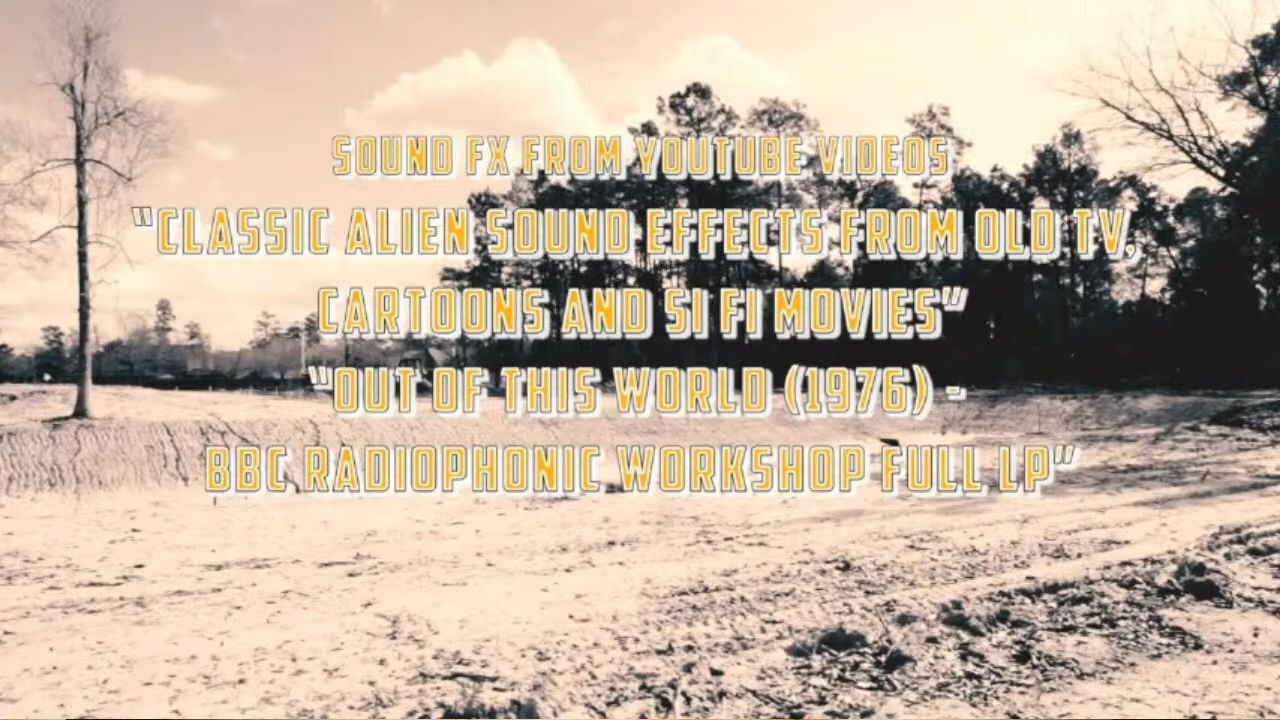 SOUND FX FROM YOUTUBE VIDEOS
“CLASSIC ALIEN SOUND EFFECTS FROM OLD TV,
CARTOONS AND SI FI MOVIES”
“OUT OF THIS WORLD (1976) -
BBC RADIOPHONIC WORKSHOP FULL LP”